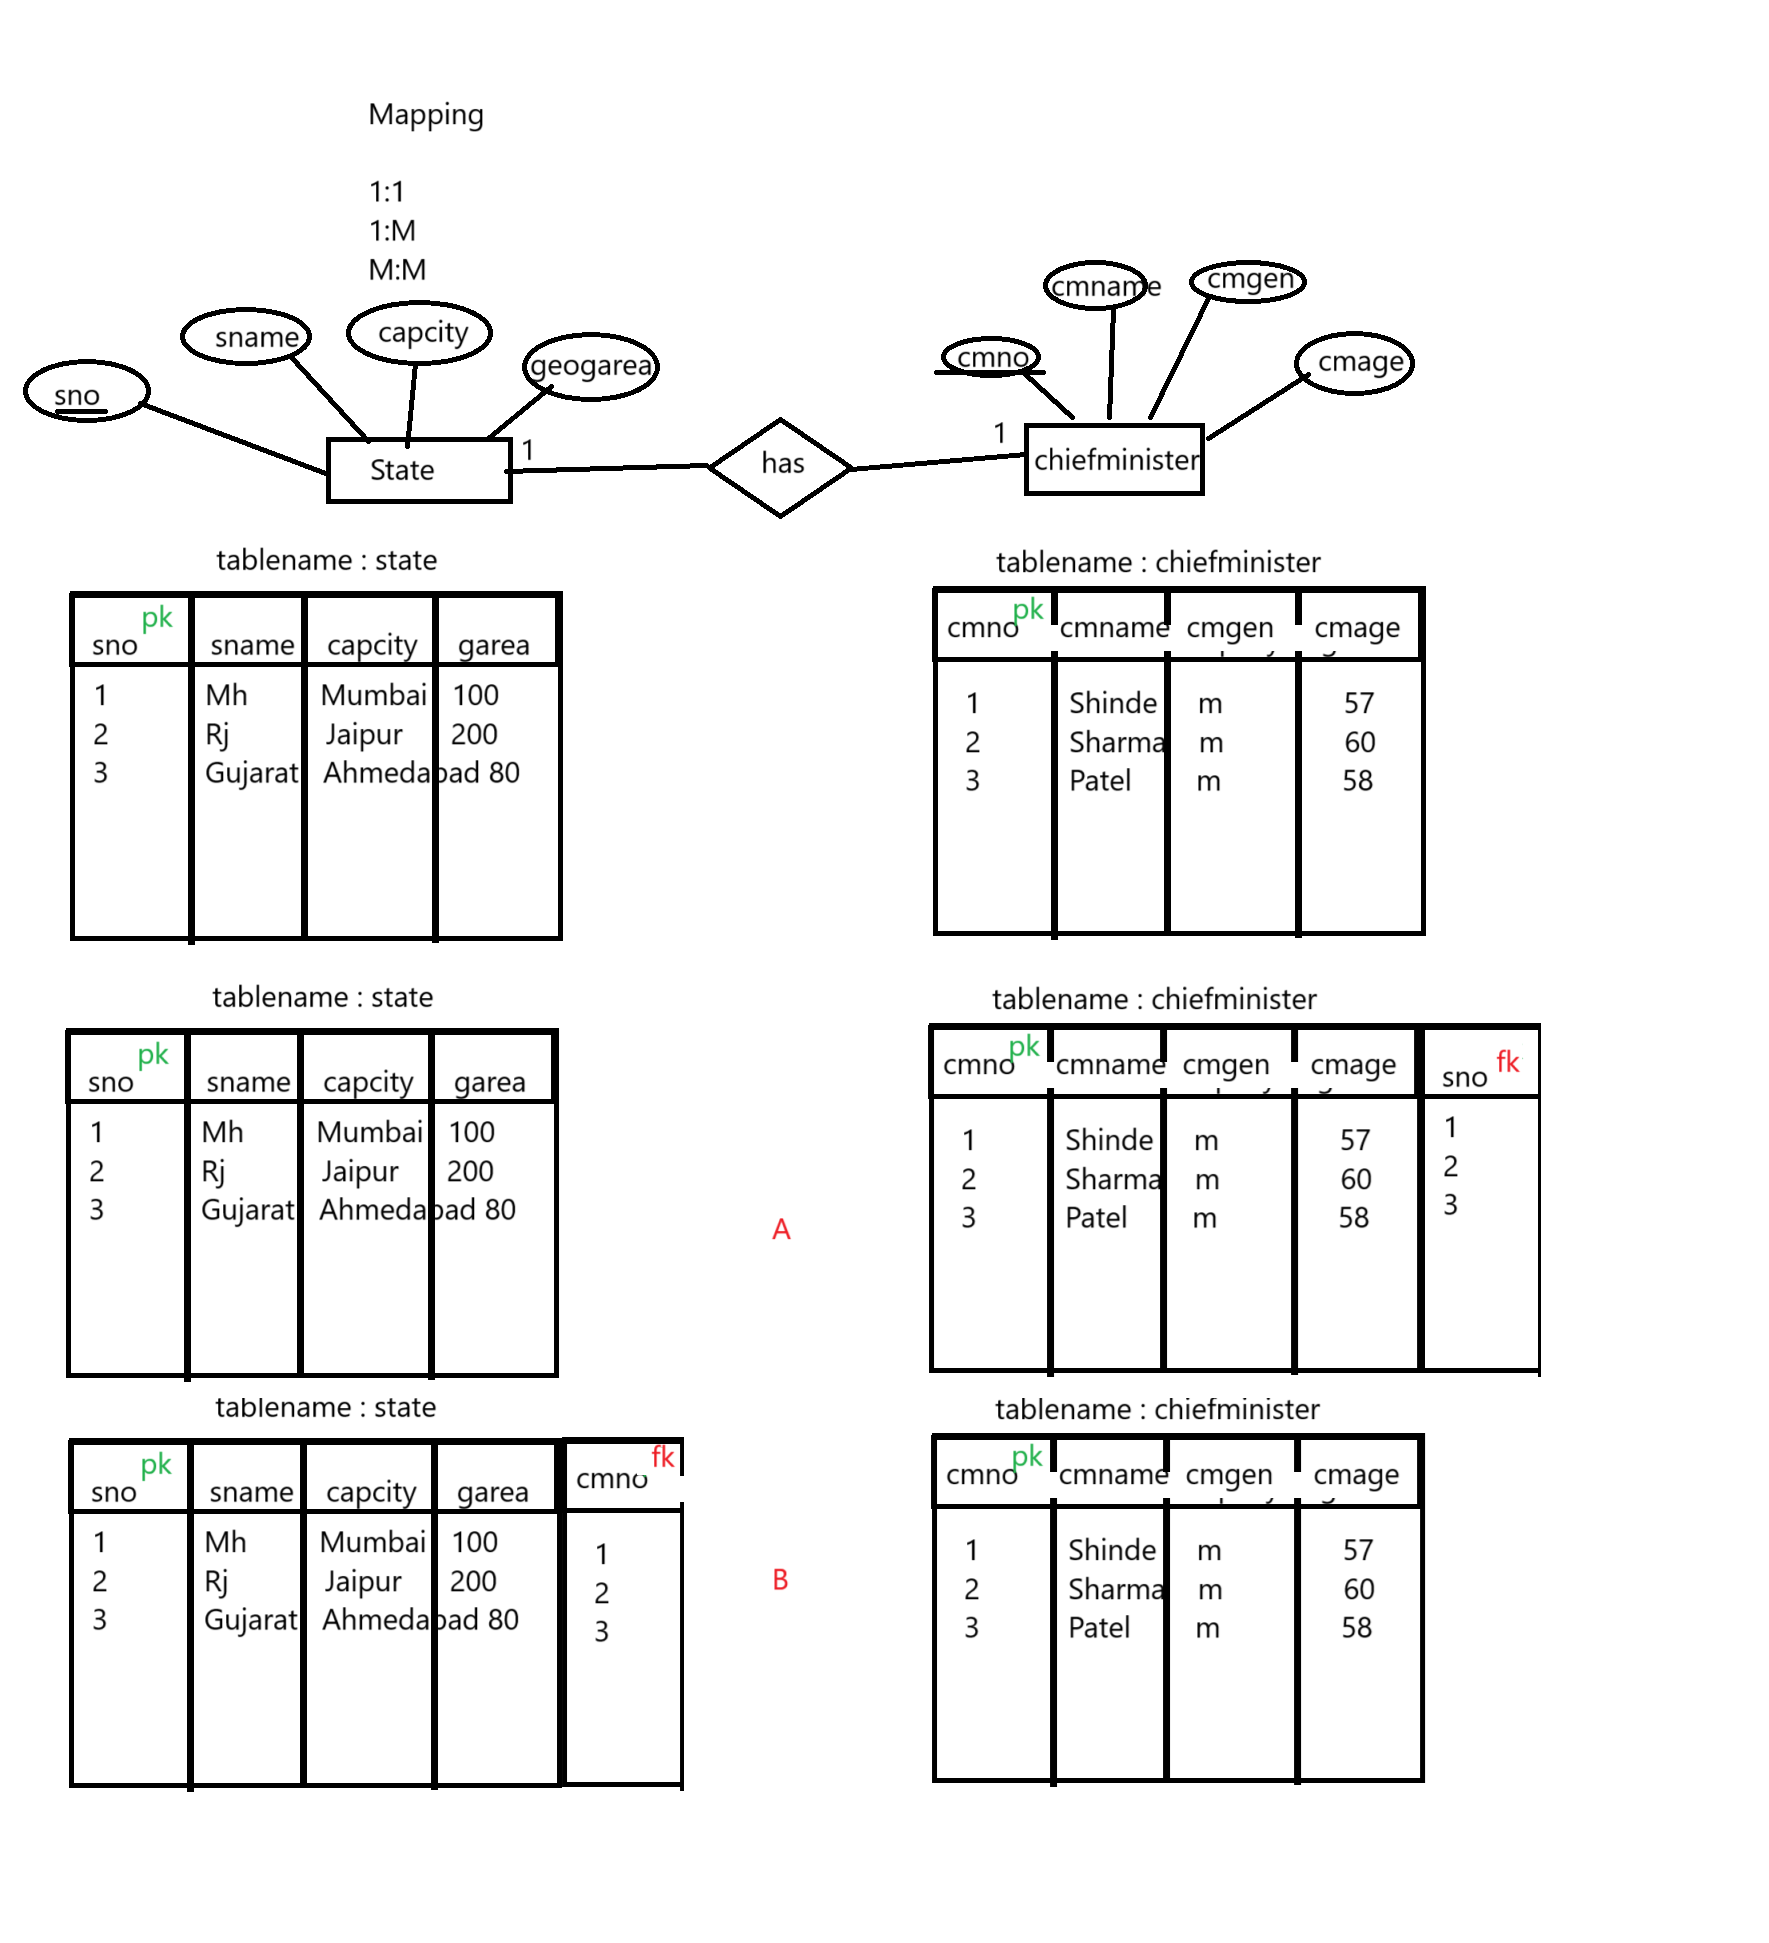 Mapping
1:1
1:M
M:M
sno
sname
capcity
geogarea
State
1
has
1
cmno
cmname
cmgen
cmage
chiefminister
tablename : state
sno pk sname capcity garea
1 Mh Mumbai 100
2 Rj Jaipur 200
3 Gujarat Ahmedabad 80
tablename : chiefminister
cmno pk cmname cmgen cmage
1 Shinde m 57
2 Sharma m 60
3 Patel m 58
tablename : state
sno pk sname capcity garea
1 Mh Mumbai 100
2 Rj Jaipur 200
3 Gujarat Ahmedabad 80
A
tablename : chiefminister
cmno pk cmname cmgen cmage sno fk
1 Shinde m 57 1
2 Sharma m 60 2
3 Patel m 58 3
tablename : state
sno pk sname capcity garea cmno fk
1 Mh Mumbai 100 1
2 Rj Jaipur 200 2
3 Gujarat Ahmedabad 80 3
B
tablename : chiefminister
cmno pk cmname cmgen cmage
1 Shinde m 57
2 Sharma m 60
3 Patel m 58